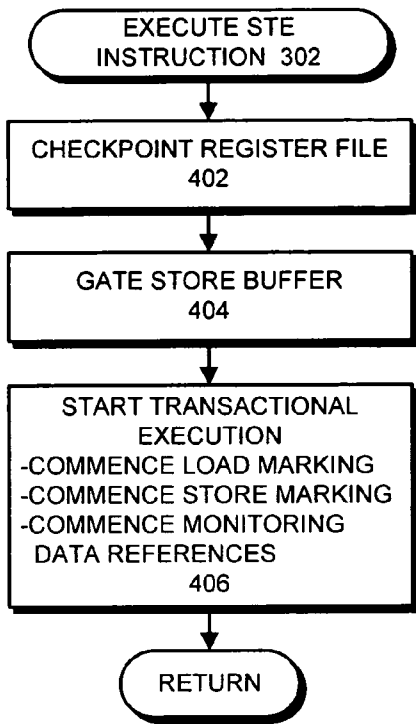 EXECUTE STE
INSTRUCTION 302
CHECKPOINT REGISTER FILE
402
GATE STORE BUFFER
404
START TRANSACTIONAL
EXECUTION
-COMMENCE LOAD MARKING
-COMMENCE STORE MARKING
-COMMENCE MONITORING
DATA REFERENCES
406
RETURN